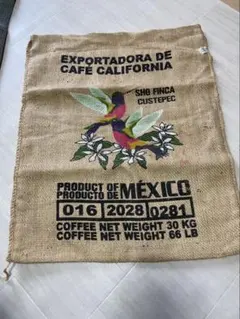 EXPORTADORA DE
CAFÉ CALIFORNIA
SHG FINCA
CUSTEPEC
PRODUCT OF
PRODUCTO DE MÉXICO
016 2028 0281
COFFEE NET WEIGHT 30 KG
COFFEE NET WEIGHT 66 LB